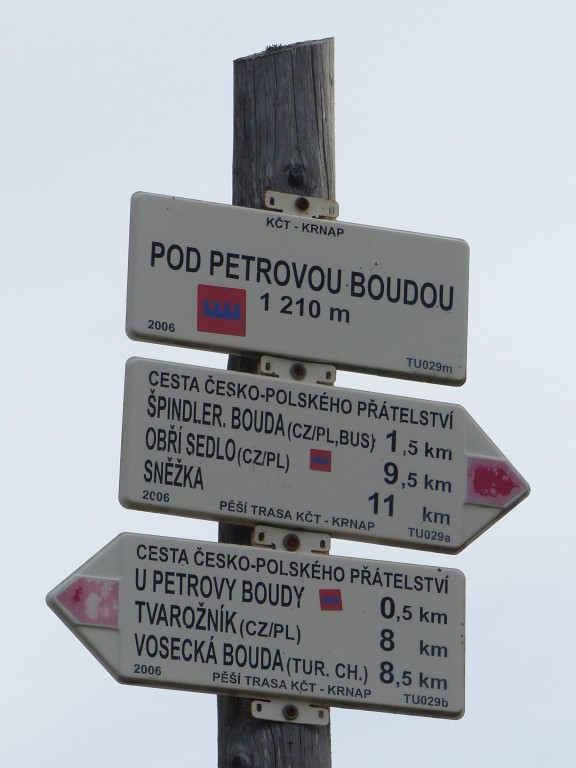 KČT - KRNAP
POD PETROVOU BOUDOU
1 210 m
2006
TU029m
CESTA ČESKO-POLSKÉHO PŘÁTELSTVÍ
ŠPINDLER. BOUDA (CZ/PL,BUS) 1,5 km
OBŘÍ SEDLO (CZ/PL) 9,5 km
SNĚŽKA 11 km
2006 PĚŠÍ TRASA KČT - KRNAP TU029a
CESTA ČESKO-POLSKÉHO PŘÁTELSTVÍ
U PETROVY BOUDY 0,5 km
TVAROŽNÍK (CZ/PL) 8 km
VOSECKÁ BOUDA (TUR. CH.) 8,5 km
2006 PĚŠÍ TRASA KČT - KRNAP TU029b